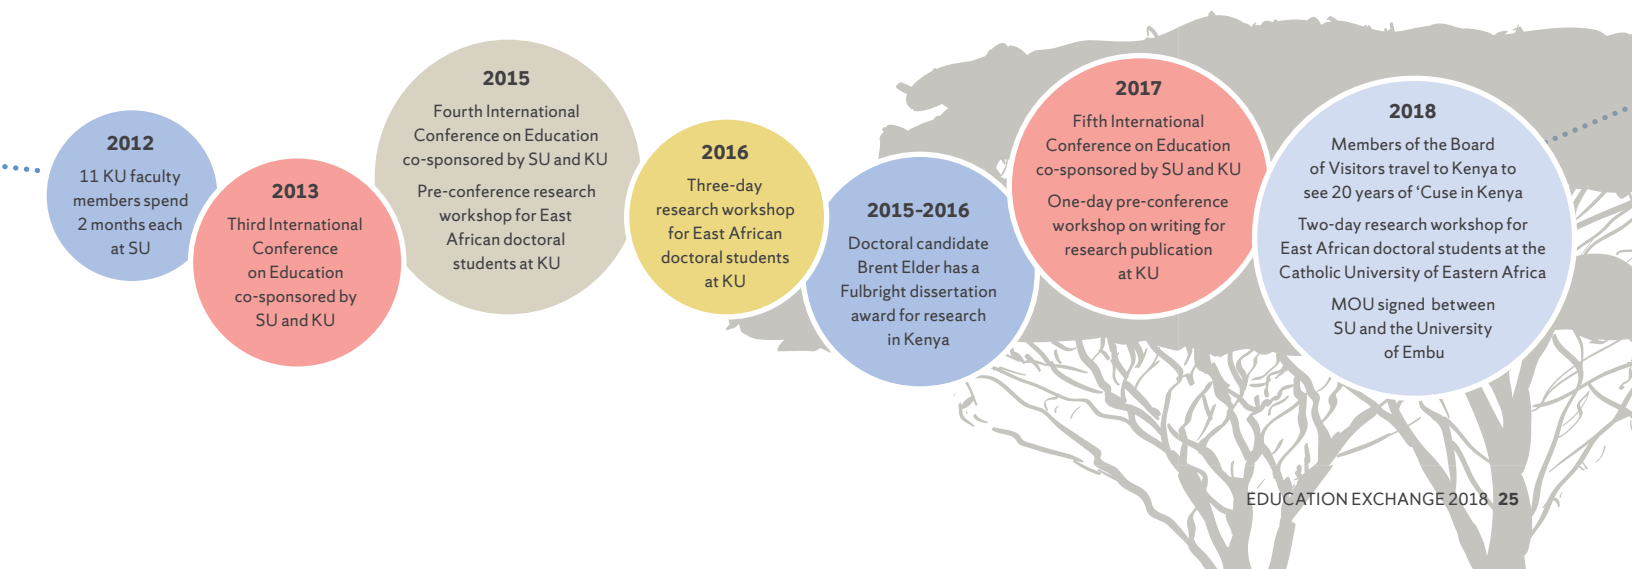 2012
11 KU faculty
members spend
2 months each
at SU
2013
Third International
Conference
on Education
co-sponsored by
SU and KU
2015
Fourth International
Conference on Education
co-sponsored by SU and KU
Pre-conference research
workshop for East
African doctoral
students at KU
2016
Three-day
research workshop
for East African
doctoral students
at KU
2015-2016
Doctoral candidate
Brent Elder has a
Fulbright dissertation
award for research
in Kenya
2017
Fifth International
Conference on Education
co-sponsored by SU and KU
One-day pre-conference
workshop on writing for
research publication
at KU
2018
Members of the Board
of Visitors travel to Kenya to
see 20 years of ‘Cuse in Kenya
Two-day research workshop for
East African doctoral students at the
Catholic University of Eastern Africa
MOU signed between
SU and the University
of Embu
EDUCATION EXCHANGE 2018 25